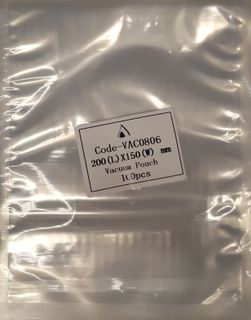 Code-VAC0806
200(L)X150(W) mm
Vacuum Pouch
100pcs